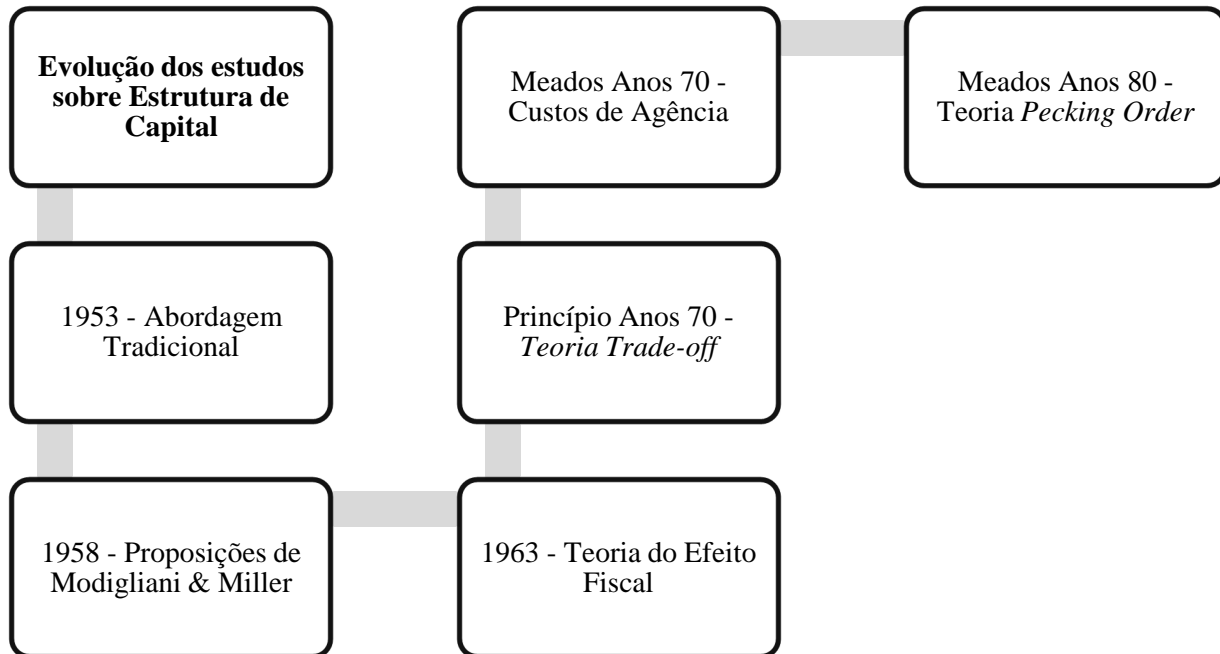 Evolução dos estudos
sobre Estrutura de
Capital
1953 - Abordagem
Tradicional
1958 - Proposições de
Modigliani & Miller
1963 - Teoria do Efeito
Fiscal
Princípio Anos 70 -
Teoria Trade-off
Meados Anos 70 -
Custos de Agência
Meados Anos 80 -
Teoria Pecking Order